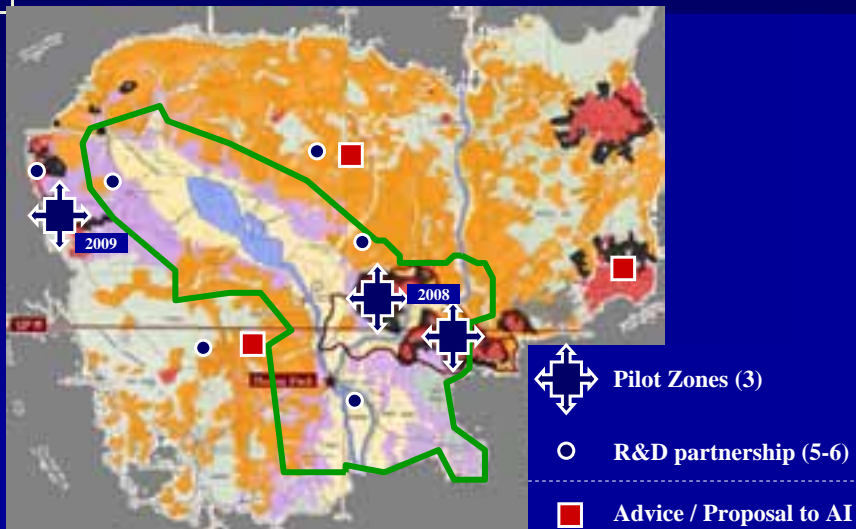 2009
2008
Pilot Zones (3)
R&D partnership (5-6)
Advice / Proposal to AI